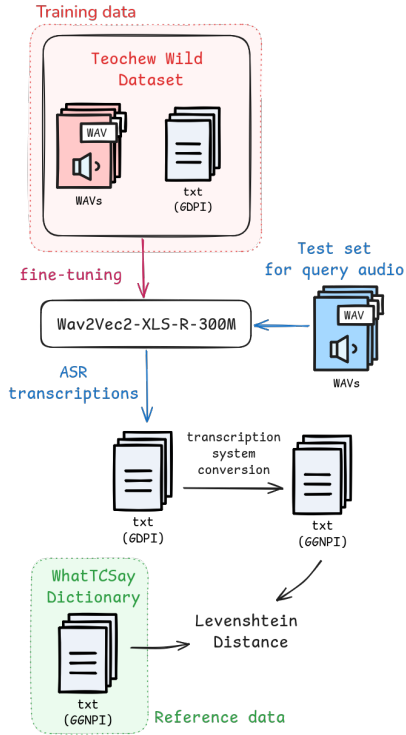 Training data
Teochew Wild
Dataset
WAV
WAVs
txt
(GDPI)
fine-tuning
Test set
for query audio
Wav2Vec2-XLS-R-300M
WAV
WAVs
ASR
transcriptions
transcription
system
conversion
txt
(GDPI)
txt
(GGNPI)
WhatTCSay
Dictionary
Levenshtein
Distance
txt
(GGNPI)
Reference data